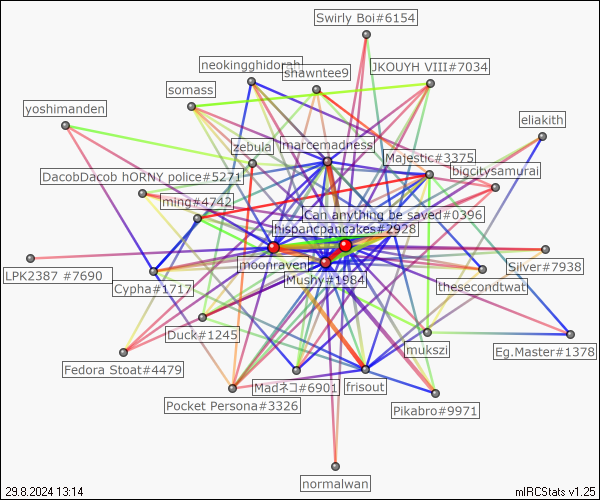 Swirly Boi#6154
neokingghidorah
shawntee9
JKOUYH VIII#7034
somass
yoshimanden
eliakith
zebula
marcemadness
Majestic#3375
bigcitysamurai
DacobDacob hORNY police#5271
ming#4742
Can anything be saved#0396
hispancpancakes#2928
moonraven
Silver#7938
LPK2387 #7690
Cypha#1717
Mushy#1984
thesecondtwat
Duck#1245
mukszi
Eg.Master#1378
Fedora Stoat#4479
Madネコ#6901
frisout
Pocket Persona#3326
Pikabro#9971
normalwan
29.8.2024 13:14
mIRCStats v1.25